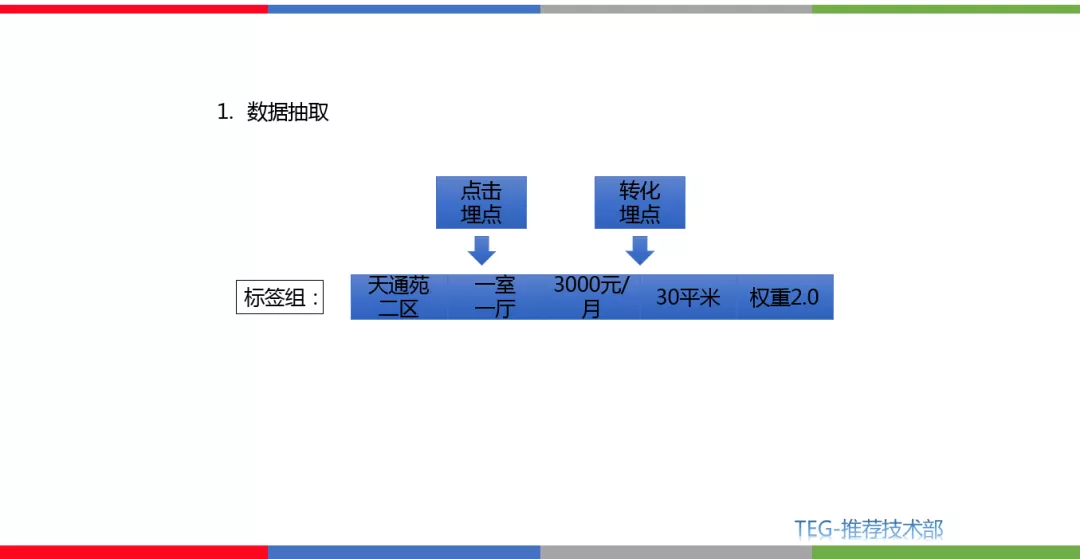 1. 数据抽取
点击
埋点
转化
埋点
标签组：
天通苑
二区
一室
一厅
3000元/
月
30平米
权重2.0
TEG-推荐技术部